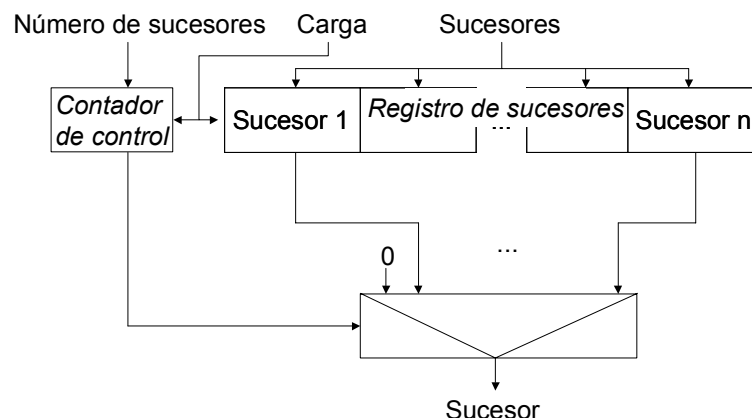 Número de sucesores
Carga
Sucesores
Contador
de control
Sucesor 1
Registro de sucesores
...
Sucesor n
...
0
Sucesor